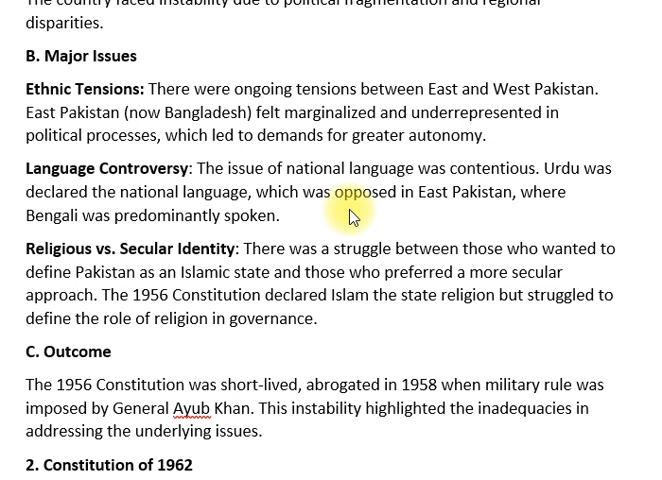 The country faced instability due to political fragmentation and regional
disparities.
B. Major Issues
Ethnic Tensions: There were ongoing tensions between East and West Pakistan.
East Pakistan (now Bangladesh) felt marginalized and underrepresented in
political processes, which led to demands for greater autonomy.
Language Controversy: The issue of national language was contentious. Urdu was
declared the national language, which was opposed in East Pakistan, where
Bengali was predominantly spoken.
Religious vs. Secular Identity: There was a struggle between those who wanted to
define Pakistan as an Islamic state and those who preferred a more secular
approach. The 1956 Constitution declared Islam the state religion but struggled to
define the role of religion in governance.
C. Outcome
The 1956 Constitution was short-lived, abrogated in 1958 when military rule was
imposed by General Ayub Khan. This instability highlighted the inadequacies in
addressing the underlying issues.
2. Constitution of 1962